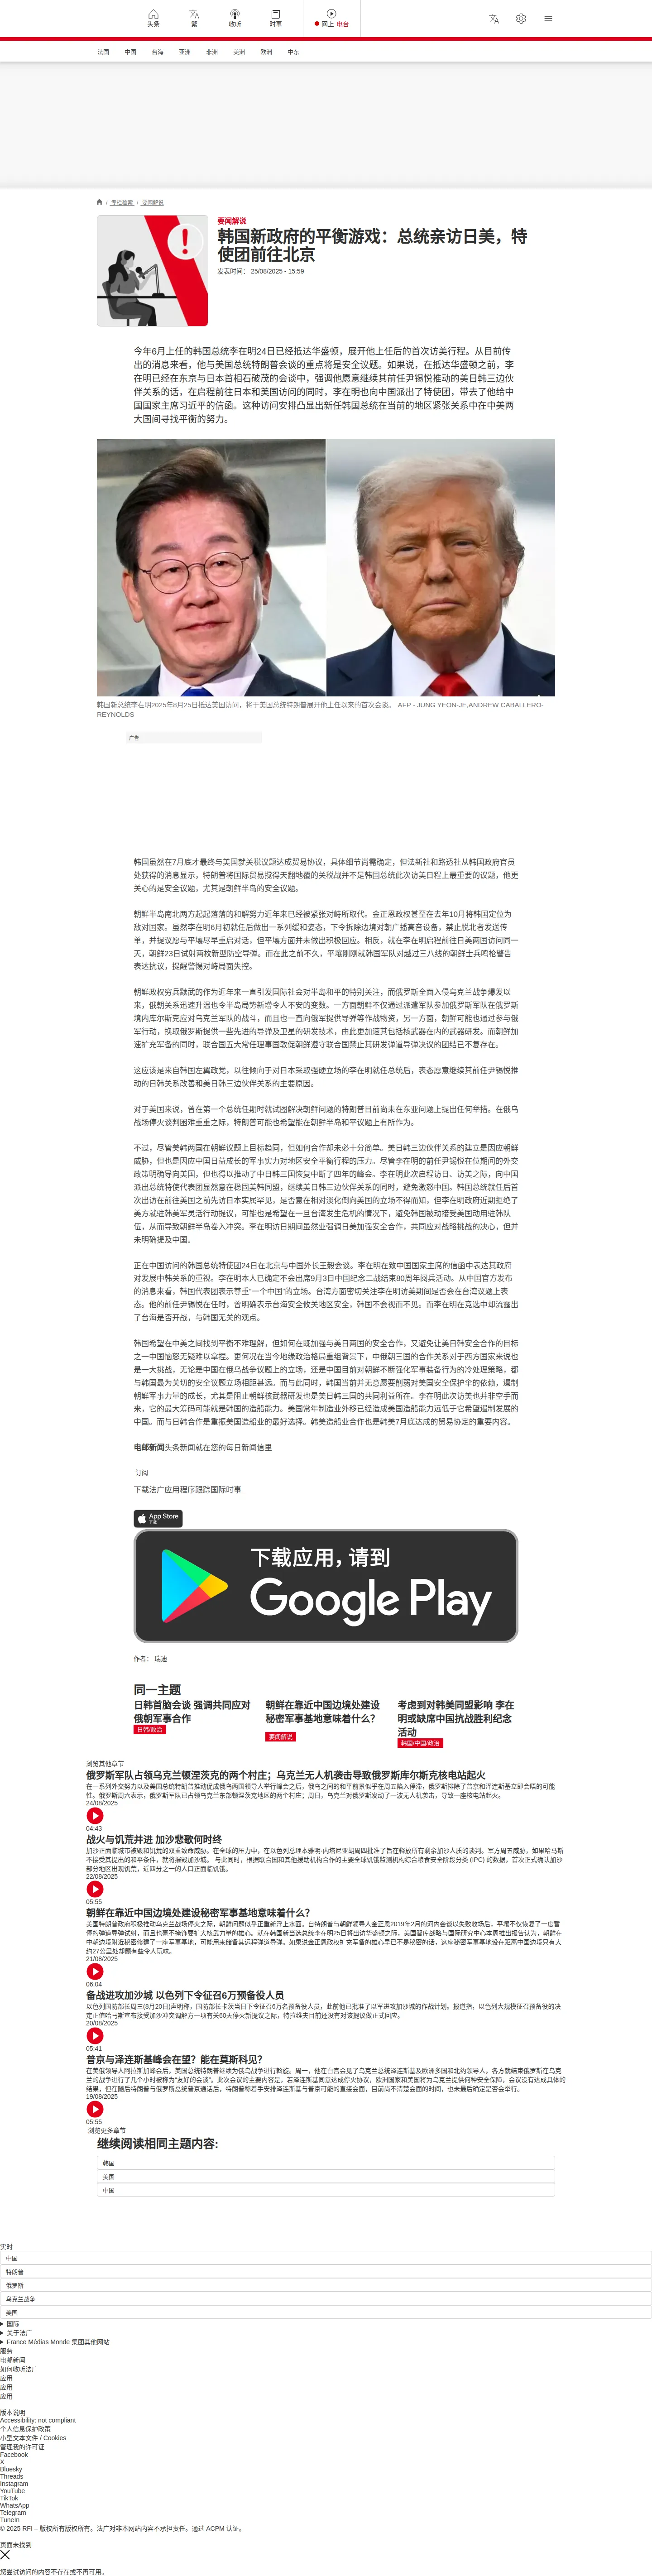 头条
繁
收听
时事
网上 电台
法国
中国
台海
亚洲
非洲
美洲
欧洲
中东
/ 专栏检索 / 要闻解说
要闻解说
韩国新政府的平衡游戏：总统亲访日美，特
使团前往北京
发表时间： 25/08/2025 - 15:59
今年6月上任的韩国总统李在明24日已经抵达华盛顿，展开他上任后的首次访美行程。从目前传
出的消息来看，他与美国总统特朗普会谈的重点将是安全议题。如果说，在抵达华盛顿之前，李
在明已经在东京与日本首相石破茂的会谈中，强调他愿意继续其前任尹锡悦推动的美日韩三边伙
伴关系的话，在启程前往日本和美国访问的同时，李在明也向中国派出了特使团，带去了他给中
国国家主席习近平的信函。这种访问安排凸显出新任韩国总统在当前的地区紧张关系中在中美两
大国间寻找平衡的努力。
韩国新总统李在明2025年8月25日抵达美国访问，将于美国总统特朗普展开他上任以来的首次会谈。 AFP - JUNG YEON-JE,ANDREW CABALLERO-
REYNOLDS
广告
韩国虽然在7月底才最终与美国就关税议题达成贸易协议，具体细节尚需确定，但法新社和路透社从韩国政府官员
处获得的消息显示，特朗普将国际贸易搅得天翻地覆的关税战并不是韩国总统此次访美日程上最重要的议题，他更
关心的是安全议题，尤其是朝鲜半岛的安全议题。
朝鲜半岛南北两方起起落落的和解努力近年来已经被紧张对峙所取代。金正恩政权甚至在去年10月将韩国定位为
敌对国家。虽然李在明6月初就任后做出一系列缓和姿态，下令拆除边境对朝广播高音设备，禁止脱北者发送传
单，并提议愿与平壤尽早重启对话，但平壤方面并未做出积极回应。相反，就在李在明启程前往日美两国访问同一
天，朝鲜23日试射两枚新型防空导弹。而在此之前不久，平壤刚刚就韩国军队对越过三八线的朝鲜士兵鸣枪警告
表达抗议，提醒警惕对峙局面失控。
朝鲜政权穷兵黩武的作为近年来一直引发国际社会对半岛和平的特别关注，而俄罗斯全面入侵乌克兰战争爆发以
来，俄朝关系迅速升温也令半岛局势新增令人不安的变数。一方面朝鲜不仅通过派遣军队参加俄罗斯军队在俄罗斯
境内库尔斯克应对乌克兰军队的战斗，而且也一直向俄军提供导弹等作战物资，另一方面，朝鲜可能也通过参与俄
军行动，换取俄罗斯提供一些先进的导弹及卫星的研发技术，由此更加速其包括核武器在内的武器研发。而朝鲜加
速扩充军备的同时，联合国五大常任理事国敦促朝鲜遵守联合国禁止其研发弹道导弹决议的团结已不复存在。
这应该是来自韩国左翼政党，以往倾向于对日本采取强硬立场的李在明就任总统后，表态愿意继续其前任尹锡悦推
动的日韩关系改善和美日韩三边伙伴关系的主要原因。
对于美国来说，曾在第一个总统任期时就试图解决朝鲜问题的特朗普目前尚未在东亚问题上提出任何举措。在俄乌
战场停火谈判困难重重之际，特朗普可能也希望能在朝鲜半岛和平议题上有所作为。
不过，尽管美韩两国在朝鲜议题上目标趋同，但如何合作却未必十分简单。美日韩三边伙伴关系的建立是因应朝鲜
威胁，但也是因应中国日益成长的军事实力对地区安全平衡行程的压力。尽管李在明的前任尹锡悦在位期间的外交
政策明确导向美国，但也得以推动了中日韩三国恢复中断了四年的峰会。李在明此次启程访日、访美之际，向中国
派出总统特使代表团显然意在稳固美韩同盟，继续美日韩三边伙伴关系的同时，避免激怒中国。韩国总统就任后首
次出访在前往美国之前先访日本实属罕见，是否意在相对淡化倒向美国的立场不得而知，但李在明政府近期拒绝了
美方就驻韩美军灵活行动提议，可能也是希望在一旦台湾发生危机的情况下，避免韩国被动接受美国动用驻韩队
伍，从而导致朝鲜半岛卷入冲突。李在明访日期间虽然业强调日美加强安全合作，共同应对战略挑战的决心，但并
未明确提及中国。
正在中国访问的韩国总统特使团24日在北京与中国外长王毅会谈。李在明在致中国国家主席的信函中表达其政府
对发展中韩关系的重视。李在明本人已确定不会出席9月3日中国纪念二战结束80周年阅兵活动。从中国官方发布
的消息来看，韩国代表团表示尊重“一个中国”的立场。台湾方面密切关注李在明访美期间是否会在台湾议题上表
态。他的前任尹锡悦在任时，曾明确表示台海安全攸关地区安全，韩国不会视而不见。而李在明在竞选中却流露出
了台海是否开战，与韩国无关的观点。
韩国希望在中美之间找到平衡不难理解，但如何在既加强与美日两国的安全合作，又避免让美日韩安全合作的目标
之一中国恼怒无疑难以拿捏。更何况在当今地缘政治格局重组背景下，中俄朝三国的合作关系对于西方国家来说也
是一大挑战，无论是中国在俄乌战争议题上的立场，还是中国目前对朝鲜不断强化军事装备行为的冷处理策略，都
与韩国最为关切的安全议题立场相距甚远。而与此同时，韩国当前并无意愿要削弱对美国安全保护伞的依赖，遏制
朝鲜军事力量的成长，尤其是阻止朝鲜核武器研发也是美日韩三国的共同利益所在。李在明此次访美也并非空手而
来，它的最大筹码可能就是韩国的造船能力。美国常年制造业外移已经造成美国造船能力远低于它希望遏制发展的
中国。而与日韩合作是重振美国造船业的最好选择。韩美造船业合作也是韩美7月底达成的贸易协定的重要内容。
电邮新闻头条新闻就在您的每日新闻信里
订阅
下载法广应用程序跟踪国际时事
App Store
下载
下载应用，请到
Google Play
作者： 瑞迪
同一主题
日韩首脑会谈 强调共同应对
俄朝军事合作
日韩/政治
朝鲜在靠近中国边境处建设
秘密军事基地意味着什么？
要闻解说
考虑到对韩美同盟影响 李在
明或缺席中国抗战胜利纪念
活动
韩国/中国/政治
浏览其他章节
俄罗斯军队占领乌克兰顿涅茨克的两个村庄；乌克兰无人机袭击导致俄罗斯库尔斯克核电站起火
在一系列外交努力以及美国总统特朗普推动促成俄乌两国领导人举行峰会之后，俄乌之间的和平前景似乎在周五陷入停滞，俄罗斯排除了普京和泽连斯基立即会晤的可能
性。俄罗斯周六表示，俄罗斯军队已占领乌克兰东部顿涅茨克地区的两个村庄；周日，乌克兰对俄罗斯发动了一波无人机袭击，导致一座核电站起火。
24/08/2025
04:43
战火与饥荒并进 加沙悲歌何时终
加沙正面临城市被毁和饥荒的双重致命威胁。在全球的压力中，在以色列总理本雅明·内塔尼亚胡周四批准了旨在释放所有剩余加沙人质的谈判。军方周五威胁，如果哈马斯
不接受其提出的和平条件，就将摧毁加沙城。 与此同时，根据联合国和其他援助机构合作的主要全球饥饿监测机构综合粮食安全阶段分类 (IPC) 的数据，首次正式确认加沙
部分地区出现饥荒，近四分之一的人口正面临饥饿。
22/08/2025
05:55
朝鲜在靠近中国边境处建设秘密军事基地意味着什么？
美国特朗普政府积极推动乌克兰战场停火之际，朝鲜问题似乎正重新浮上水面。自特朗普与朝鲜领导人金正恩2019年2月的河内会谈以失败收场后，平壤不仅恢复了一度暂
停的弹道导弹试射，而且也毫不掩饰要扩大核武力量的雄心。就在韩国新当选总统李在明25日将出访华盛顿之际，美国智库战略与国际研究中心本周推出报告认为，朝鲜在
中朝边境附近秘密修建了一座军事基地，可能用来储备其远程弹道导弹。如果说金正恩政权扩充军备的雄心早已不是秘密的话，这座秘密军事基地设在距离中国边境只有大
约27公里处却颇有些令人玩味。
21/08/2025
06:04
备战进攻加沙城 以色列下令征召6万预备役人员
以色列国防部长周三(8月20日)声明称，国防部长卡茨当日下令征召6万名预备役人员，此前他已批准了以军进攻加沙城的作战计划。报道指，以色列大规模征召预备役的决
定正值哈马斯宣布接受加沙冲突调解方一项有关60天停火新提议之际，特拉维夫目前还没有对该提议做正式回应。
20/08/2025
05:41
普京与泽连斯基峰会在望？能在莫斯科见？
在美俄领导人阿拉斯加峰会后，美国总统特朗普继续为俄乌战争进行斡旋。周一，他在白宫会见了乌克兰总统泽连斯基及欧洲多国和北约领导人，各方就结束俄罗斯在乌克
兰的战争进行了几个小时被称为“友好的会谈”。此次会议的主要内容是，若泽连斯基同意达成停火协议，欧洲国家和美国将为乌克兰提供何种安全保障，会议没有达成具体的
结果，但在随后特朗普与俄罗斯总统普京通话后，特朗普称着手安排泽连斯基与普京可能的直接会面，目前尚不清楚会面的时间，也未最后确定是否会举行。
19/08/2025
05:55
浏览更多章节
继续阅读相同主题内容:
韩国
美国
中国
实时
中国
特朗普
俄罗斯
乌克兰战争
美国
国际
关于法广
France Médias Monde 集团其他网站
服务
电邮新闻
如何收听法广
应用
应用
应用
版本说明
Accessibility: not compliant
个人信息保护政策
小型文本文件 / Cookies
管理我的许可证
Facebook
X
Bluesky
Threads
Instagram
YouTube
TikTok
WhatsApp
Telegram
TuneIn
© 2025 RFI – 版权所有版权所有。法广对非本网站内容不承担责任。通过 ACPM 认证。
页面未找到
您尝试访问的内容不存在或不再可用。